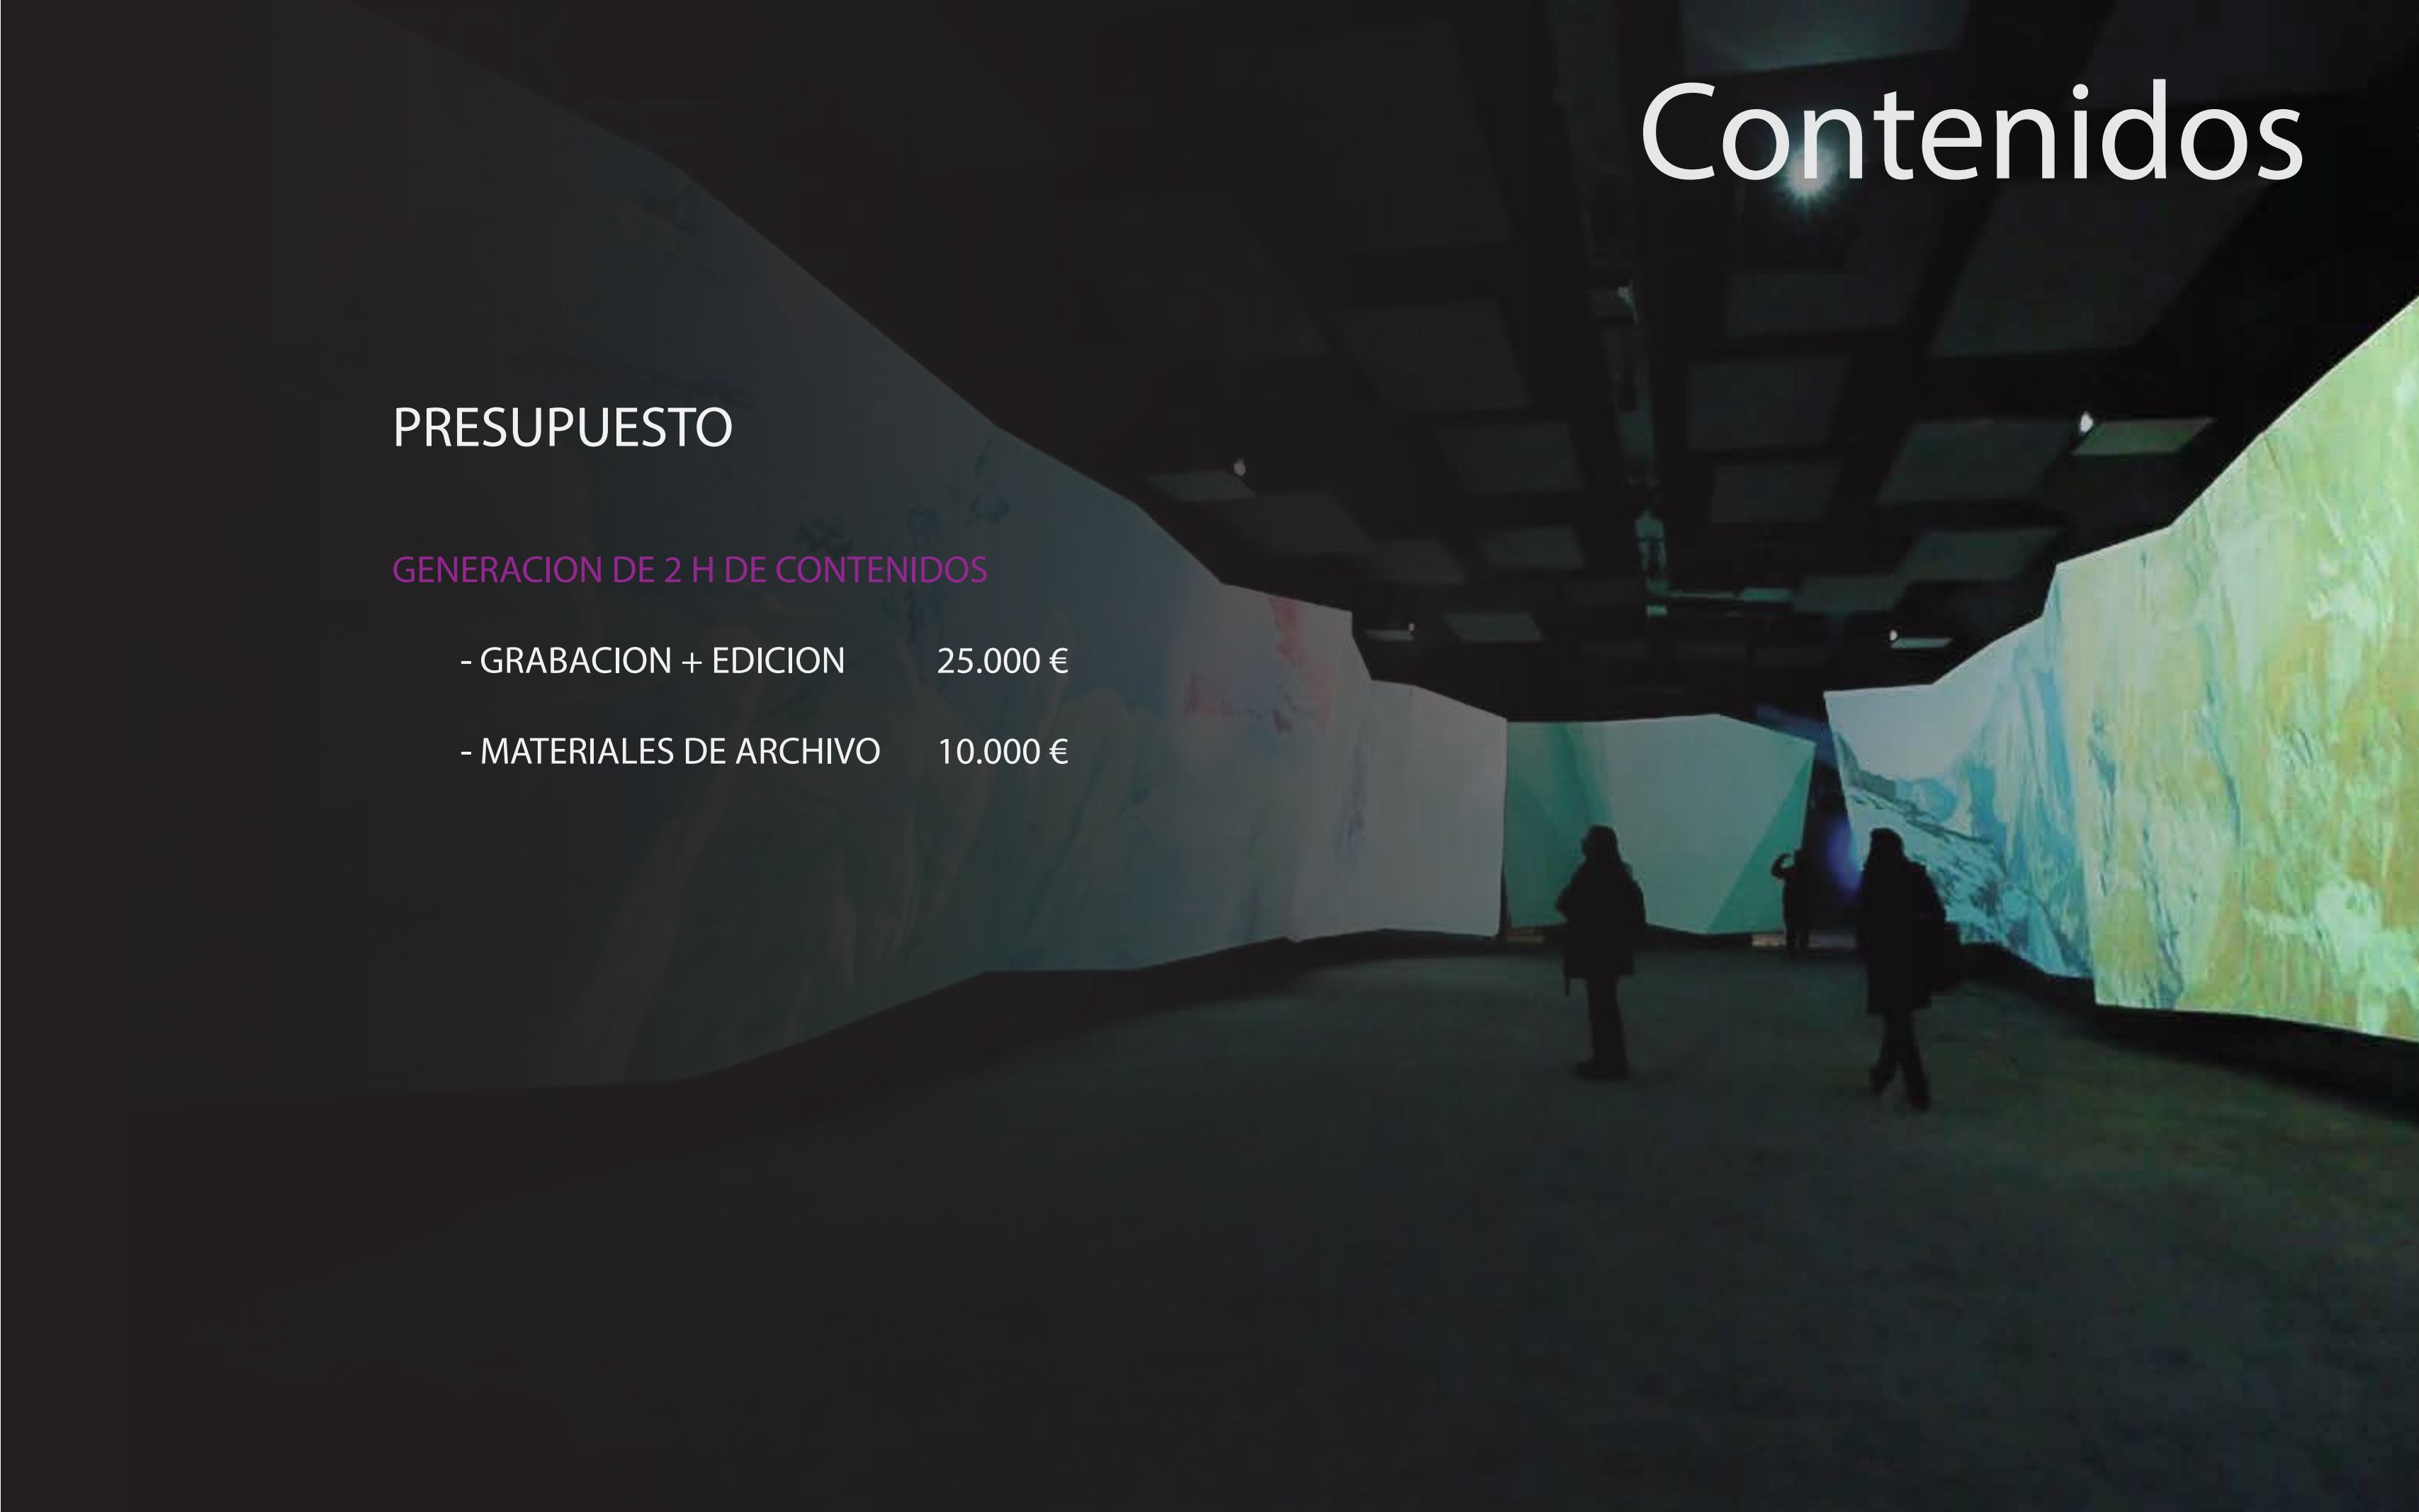 Contenidos
PRESUPUESTO
GENERACION DE 2 H DE CONTENIDOS
- GRABACION + EDICION 25.000 €
- MATERIALES DE ARCHIVO 10.000 €